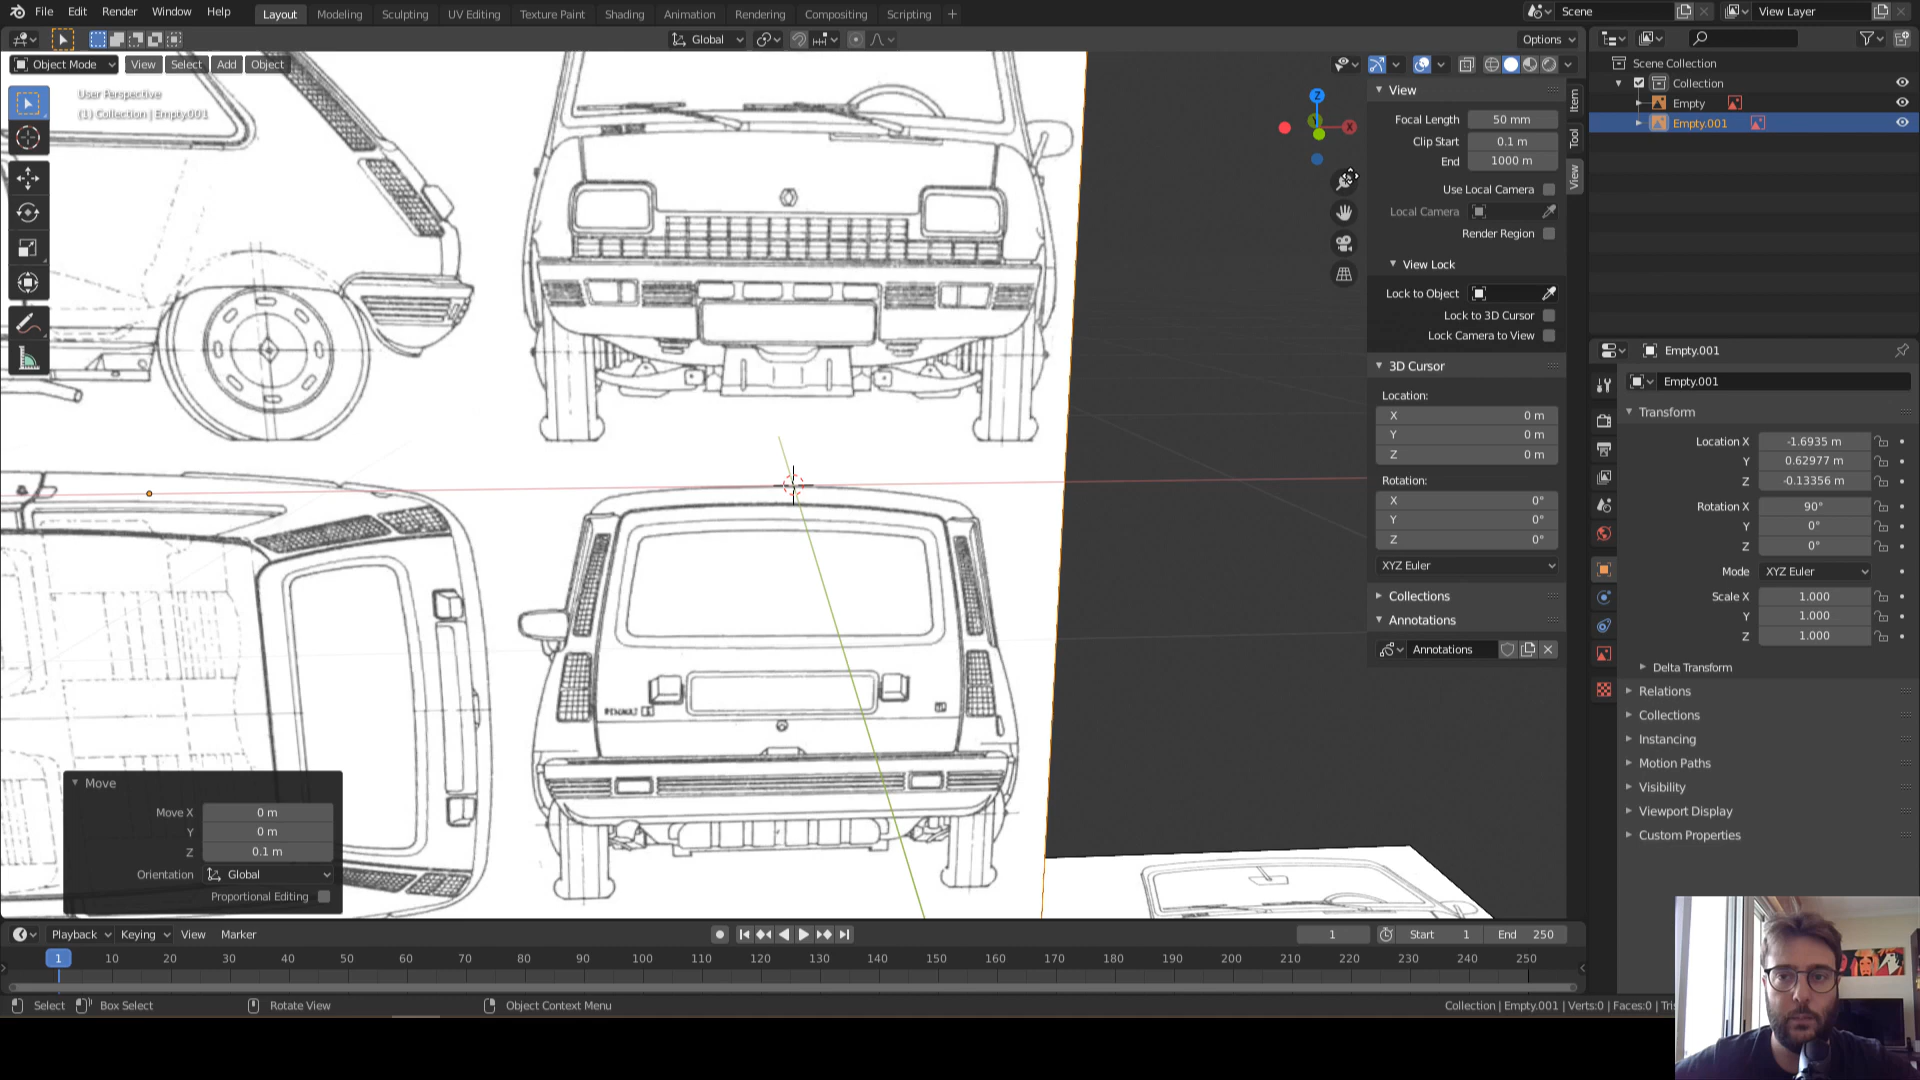 File Edit Render Window Help
Layout Modeling Sculpting UV Editing Texture Paint Shading Animation Rendering Compositing Scripting +
Scene
View Layer
Global
Options
Object Mode View Select Add Object
User Perspective
(1) Collection | Empty.001
Z
X
View
Focal Length 50 mm
Clip Start 0.1 m
End 1000 m
Use Local Camera
Local Camera
Render Region
View Lock
Lock to Object
Lock to 3D Cursor
Lock Camera to View
3D Cursor
Location:
X 0 m
Y 0 m
Z 0 m
Rotation:
X 0°
Y 0°
Z 0°
XYZ Euler
Collections
Annotations
Annotations
Item
Tool
View
Scene Collection
Collection
Empty
Empty.001
Empty.001
Empty.001
Transform
Location X -1.6935 m
Y 0.62977 m
Z -0.13356 m
Rotation X 90°
Y 0°
Z 0°
Mode XYZ Euler
Scale X 1.000
Y 1.000
Z 1.000
Delta Transform
Relations
Collections
Instancing
Motion Paths
Visibility
Viewport Display
Custom Properties
RENAULT
Move
Move X 0 m
Y 0 m
Z 0.1 m
Orientation Global
Proportional Editing
Playback Keying View Marker
1
Start 1
End 250
1 10 20 30 40 50 60 70 80 90 100 110 120 130 140 150 160 170 180 190 200 210 220 230 240 250
Select Box Select Rotate View Object Context Menu
Collection | Empty.001 | Verts:0 | Faces:0 | Tris